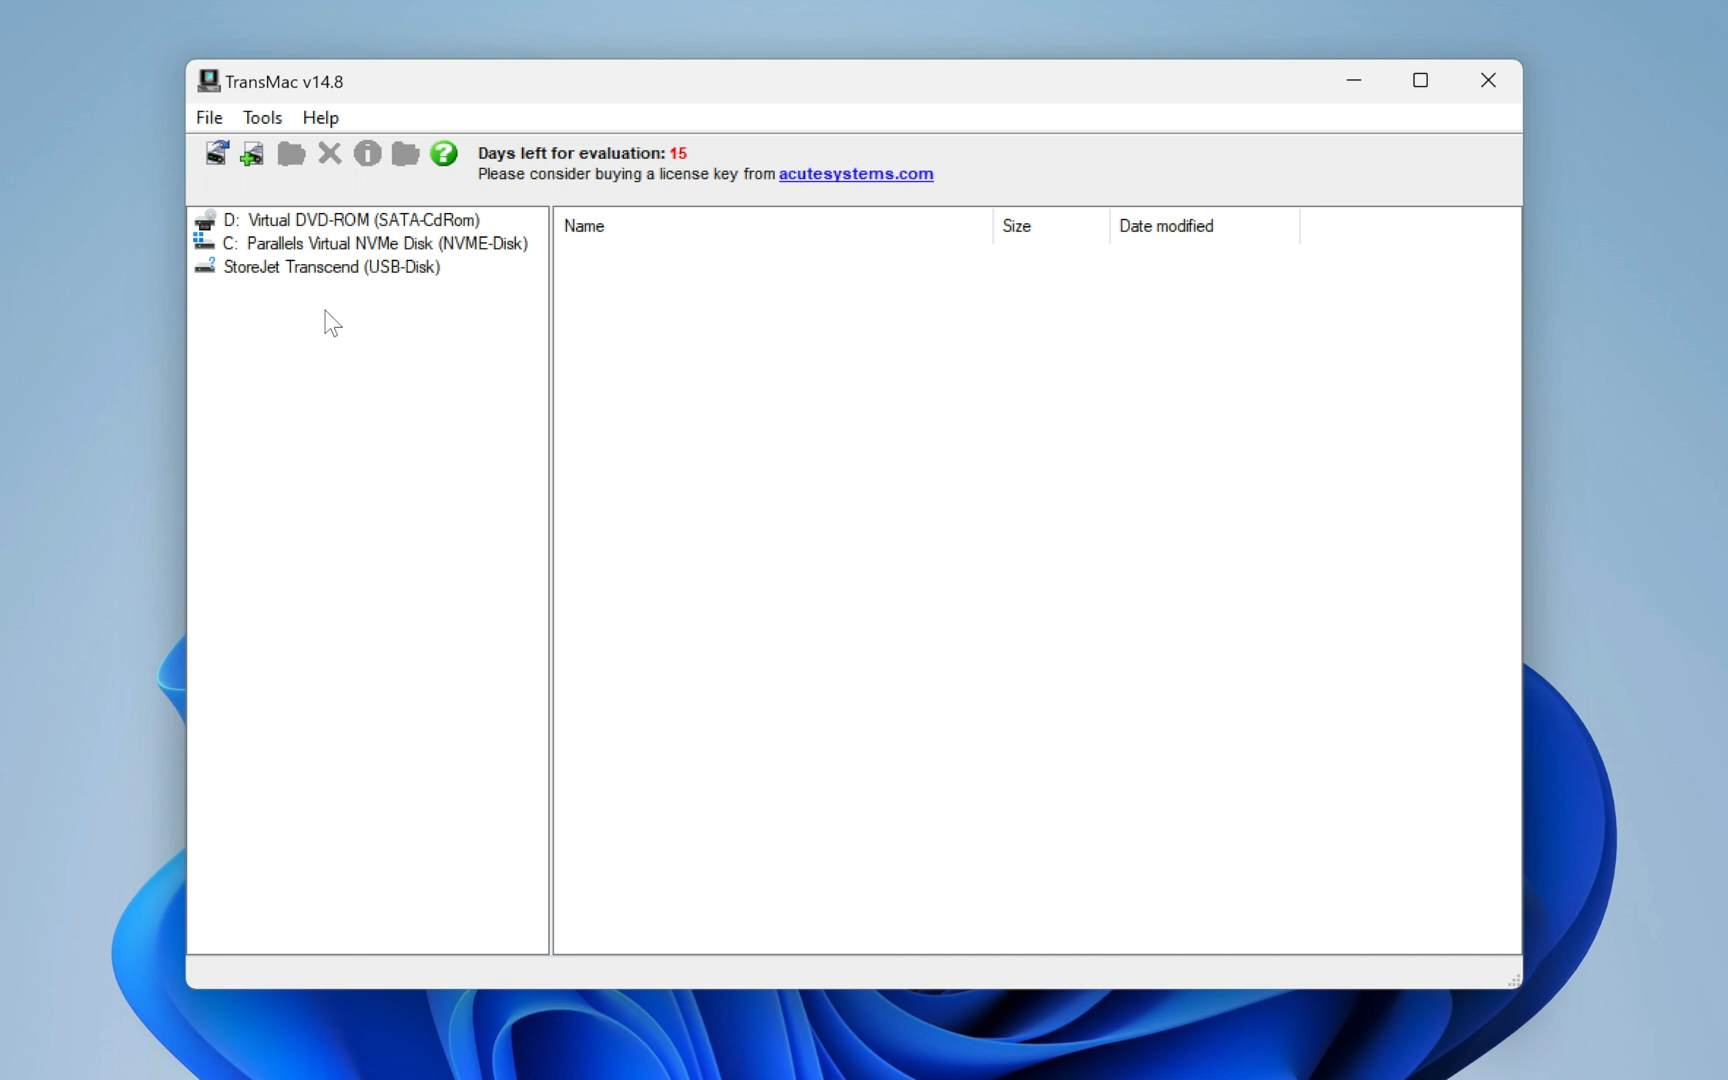 TransMac v14.8
File Tools Help
Days left for evaluation: 15
Please consider buying a license key from acutesystems.com
D: Virtual DVD-ROM (SATA-CdRom)
C: Parallels Virtual NVMe Disk (NVME-Disk)
StoreJet Transcend (USB-Disk)
Name Size Date modified